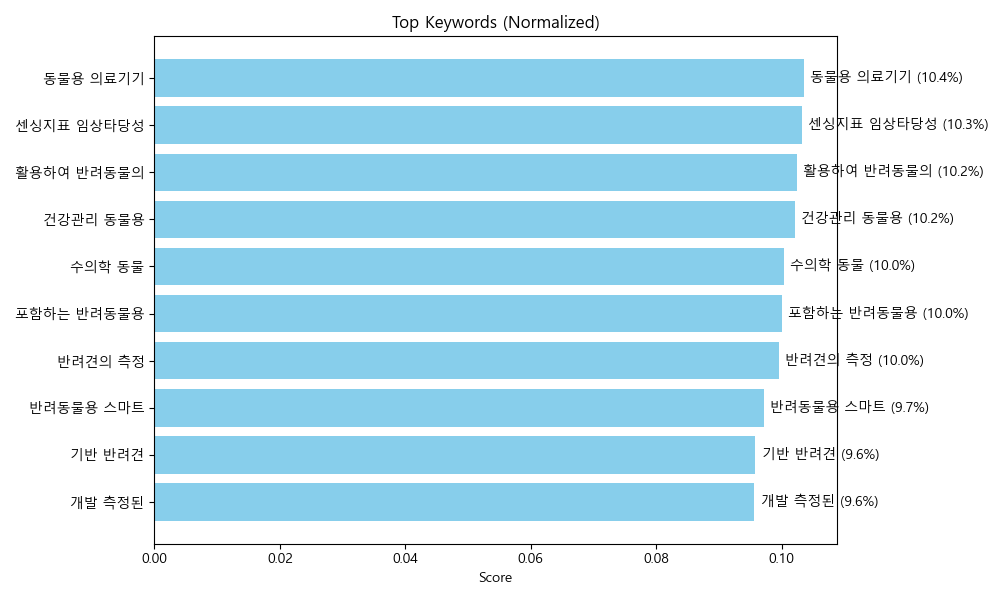 Top Keywords (Normalized)
동물용 의료기기 동물용 의료기기 (10.4%)
센싱지표 임상타당성 센싱지표 임상타당성 (10.3%)
활용하여 반려동물의 활용하여 반려동물의 (10.2%)
건강관리 동물용 건강관리 동물용 (10.2%)
수의학 동물 수의학 동물 (10.0%)
포함하는 반려동물용 포함하는 반려동물용 (10.0%)
반려견의 측정 반려견의 측정 (10.0%)
반려동물용 스마트 반려동물용 스마트 (9.7%)
기반 반려견 기반 반려견 (9.6%)
개발 측정된 개발 측정된 (9.6%)
0.00 0.02 0.04 0.06 0.08 0.10
Score